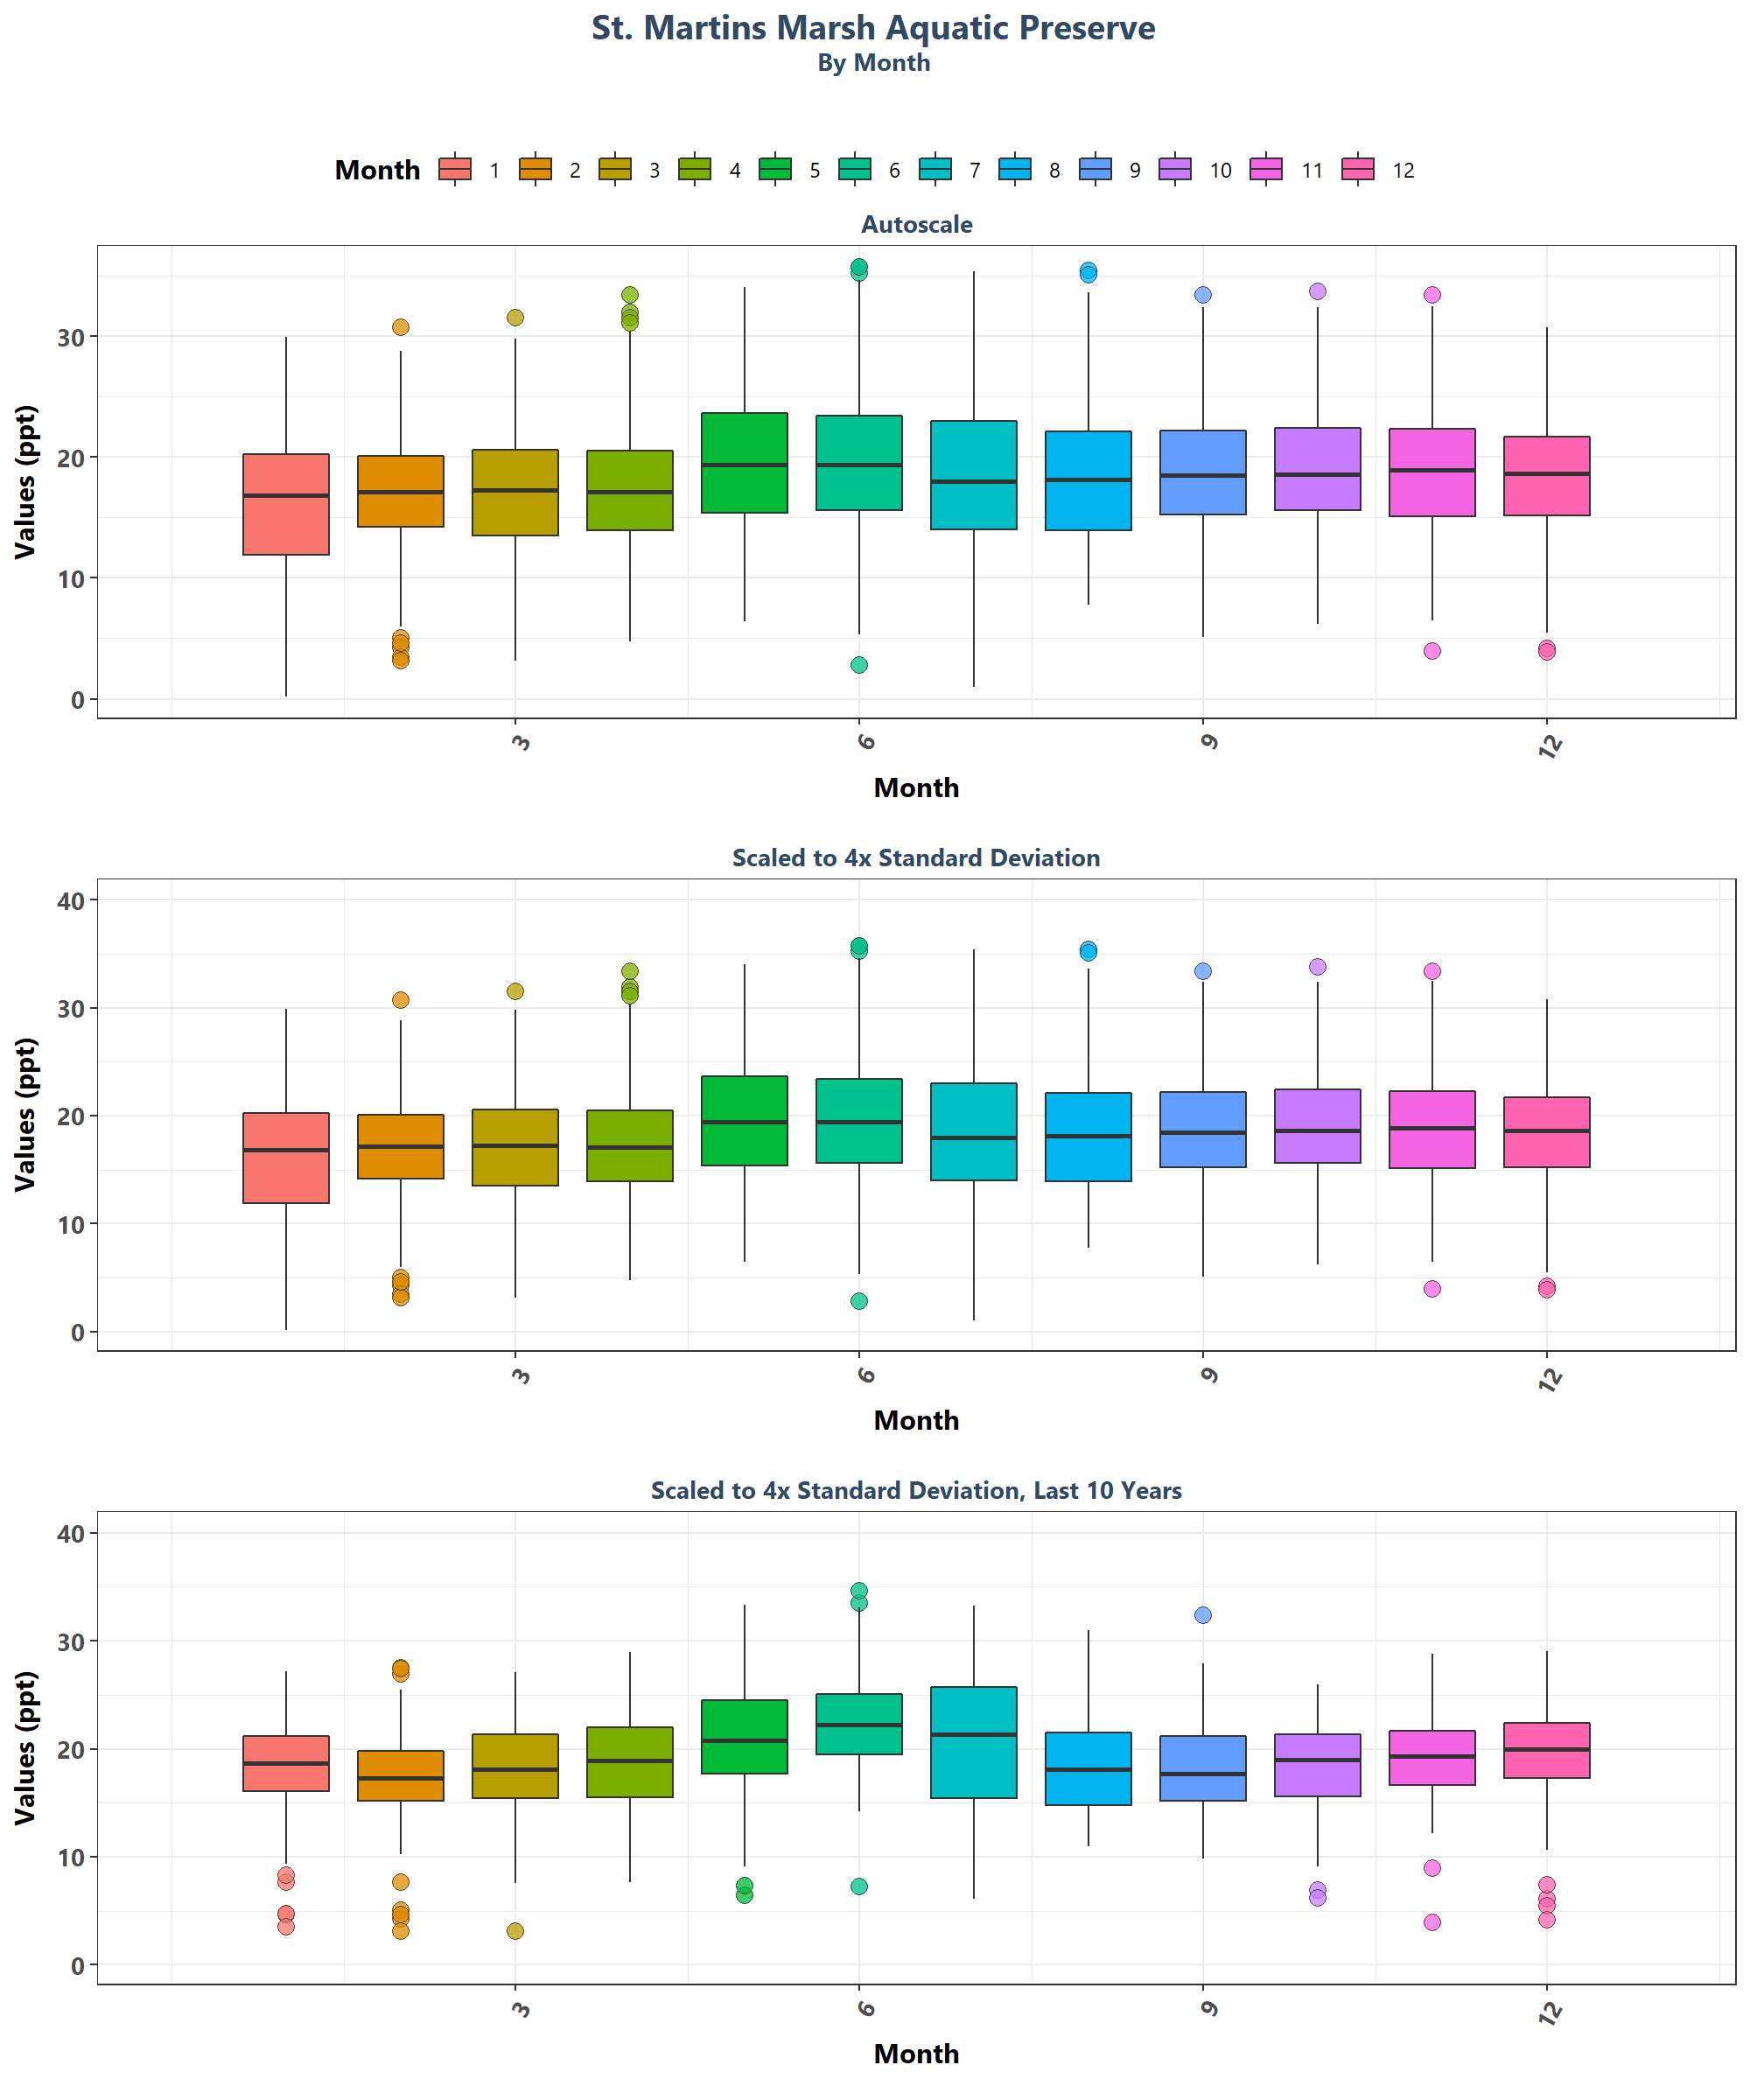 St. Martins Marsh Aquatic Preserve
By Month
Month 1 2 3 4 5 6 7 8 9 10 11 12
Autoscale
Values (ppt)
30
20
10
0
3 6 9 12
Month
Scaled to 4x Standard Deviation
Values (ppt)
40
30
20
10
0
3 6 9 12
Month
Scaled to 4x Standard Deviation, Last 10 Years
Values (ppt)
40
30
20
10
0
3 6 9 12
Month